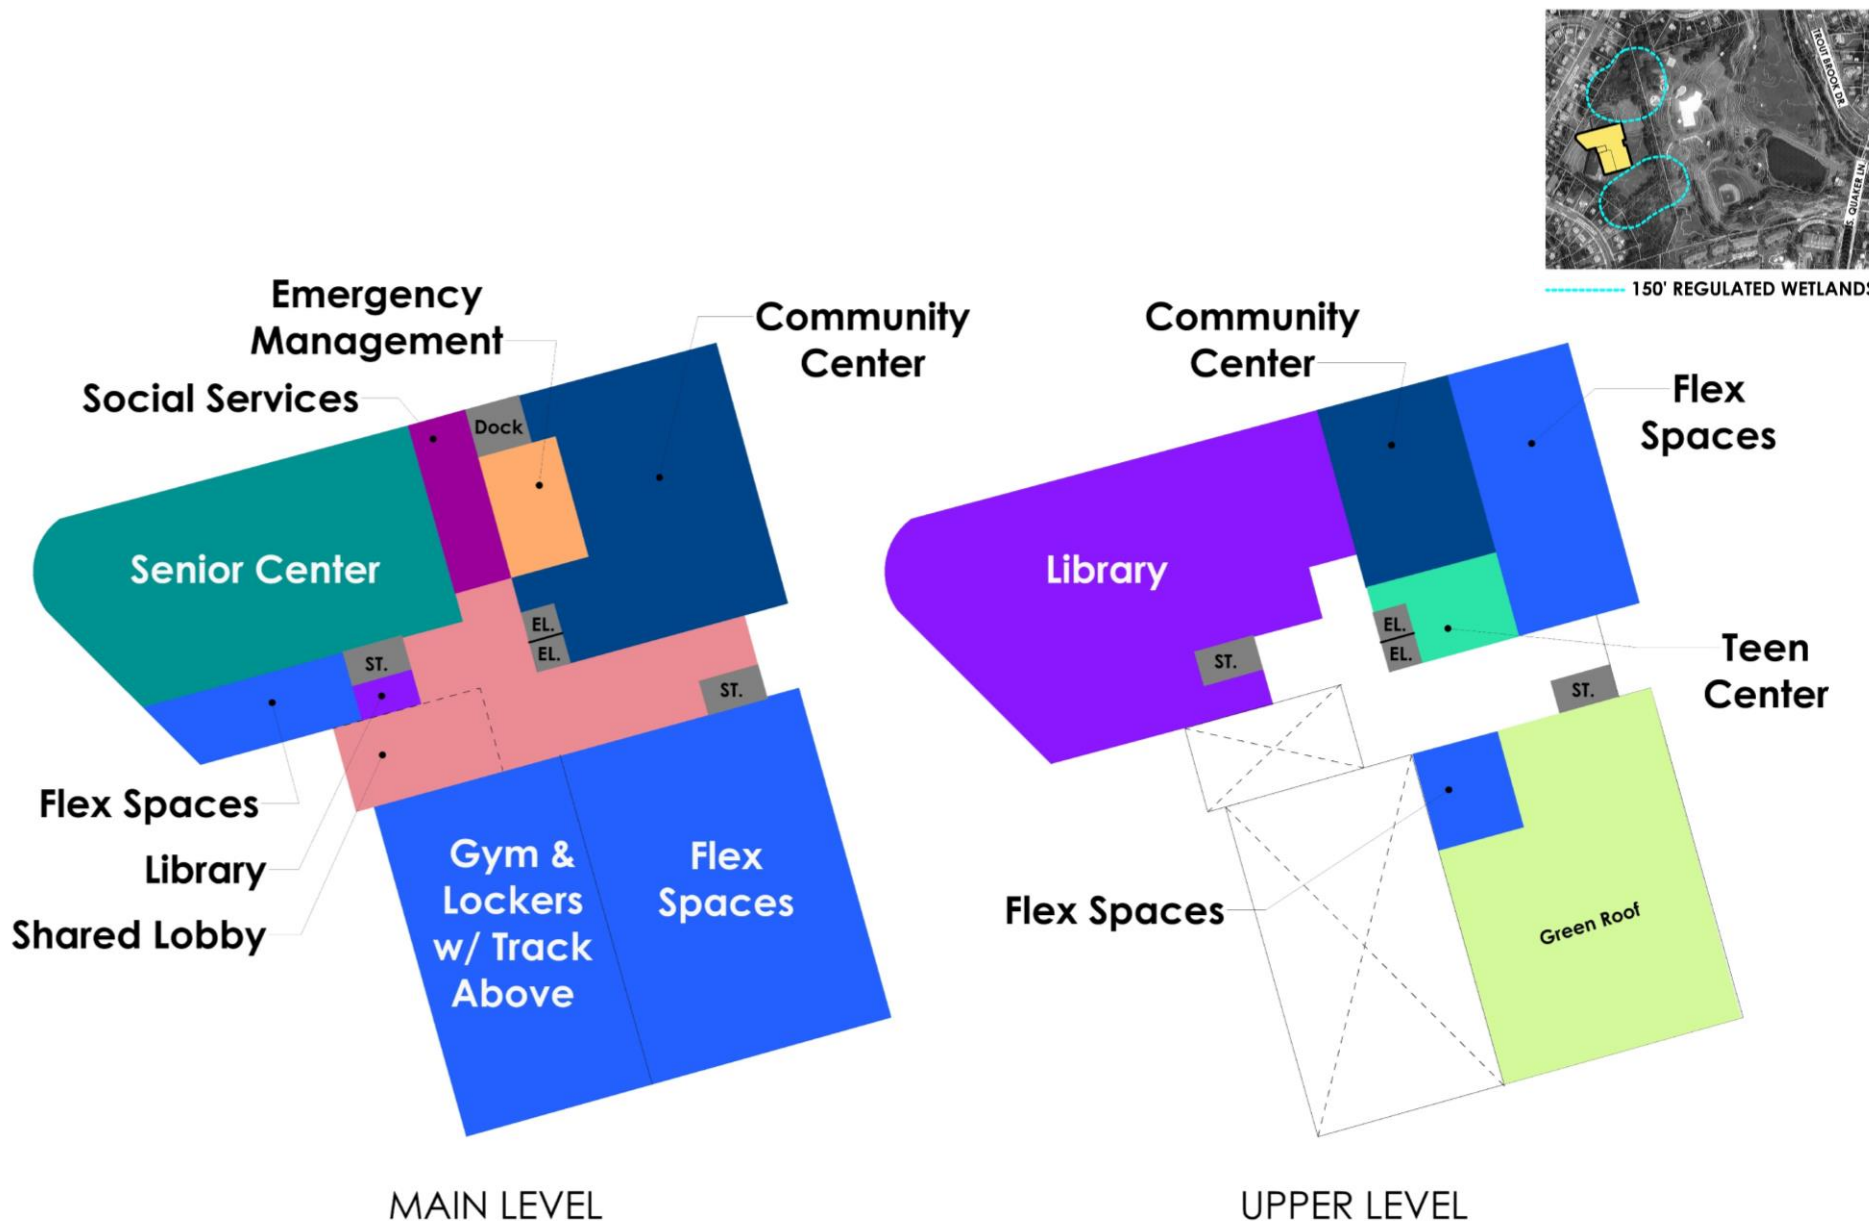 TROUT BROOK DR.
S. QUAKER LN.
150' REGULATED WETLANDS
Emergency
Management
Community
Center
Social Services
Dock
Senior Center
EL.
EL.
ST.
ST.
Flex Spaces
Library
Shared Lobby
Gym &
Lockers
w/ Track
Above
Flex
Spaces
MAIN LEVEL
Community
Center
Flex
Spaces
Library
EL.
EL.
ST.
ST.
Teen
Center
Flex Spaces
Green Roof
UPPER LEVEL